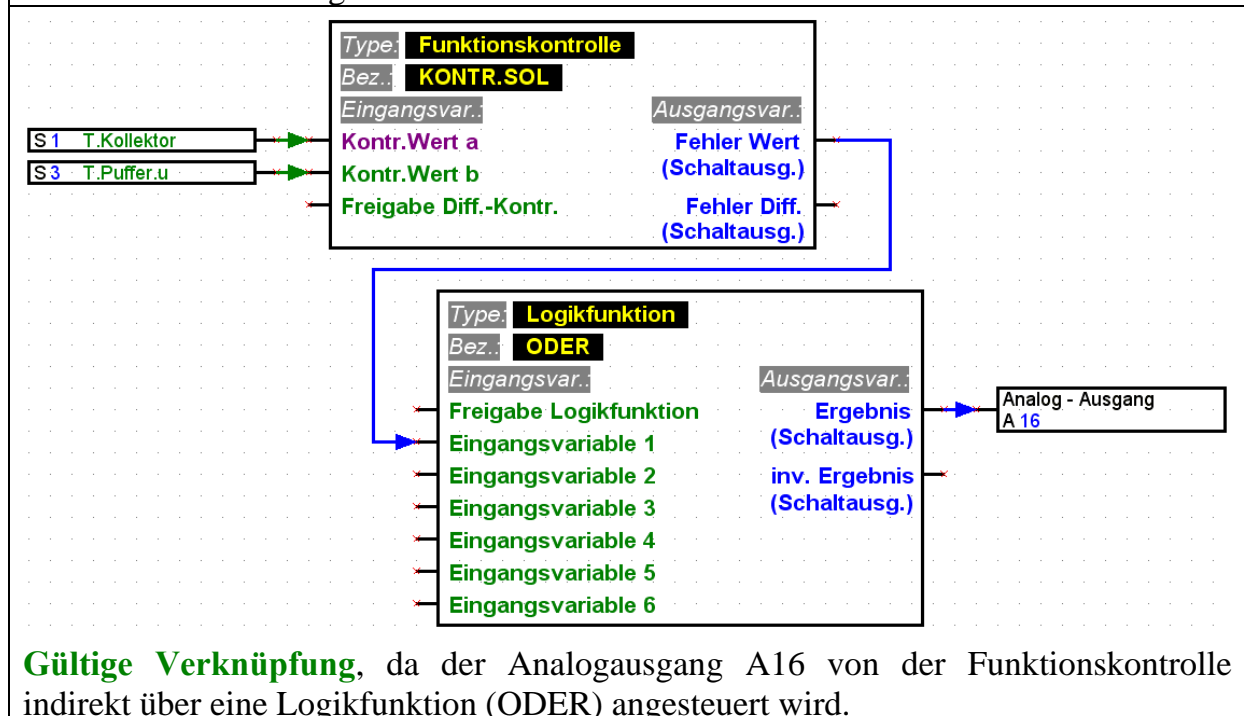 Type: Funktionskontrolle
Bez.: KONTR.SOL
Eingangsvar.: Ausgangsvar.:
S 1 T.Kollektor
Kontr.Wert a
Fehler Wert
(Schaltausg.)
S 3 T.Puffer.u
Kontr.Wert b
Freigabe Diff.-Kontr.
Fehler Diff.
(Schaltausg.)
Type: Logikfunktion
Bez.: ODER
Eingangsvar.: Ausgangsvar.:
Freigabe Logikfunktion
Ergebnis
(Schaltausg.)
Eingangsvariable 1
Eingangsvariable 2
inv. Ergebnis
(Schaltausg.)
Eingangsvariable 3
Eingangsvariable 4
Eingangsvariable 5
Eingangsvariable 6
Analog - Ausgang
A 16
Gültige Verknüpfung, da der Analogausgang A16 von der Funktionskontrolle
indirekt über eine Logikfunktion (ODER) angesteuert wird.